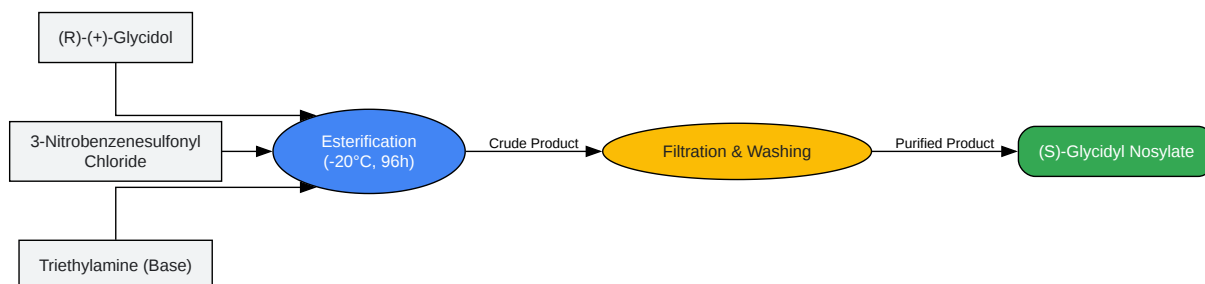 (R)-(+)-Glycidol
3-Nitrobenzenesulfonyl
Chloride
Triethylamine (Base)
Esterification
(-20°C, 96h)
Crude Product
Filtration & Washing
Purified Product
(S)-Glycidyl Nosylate